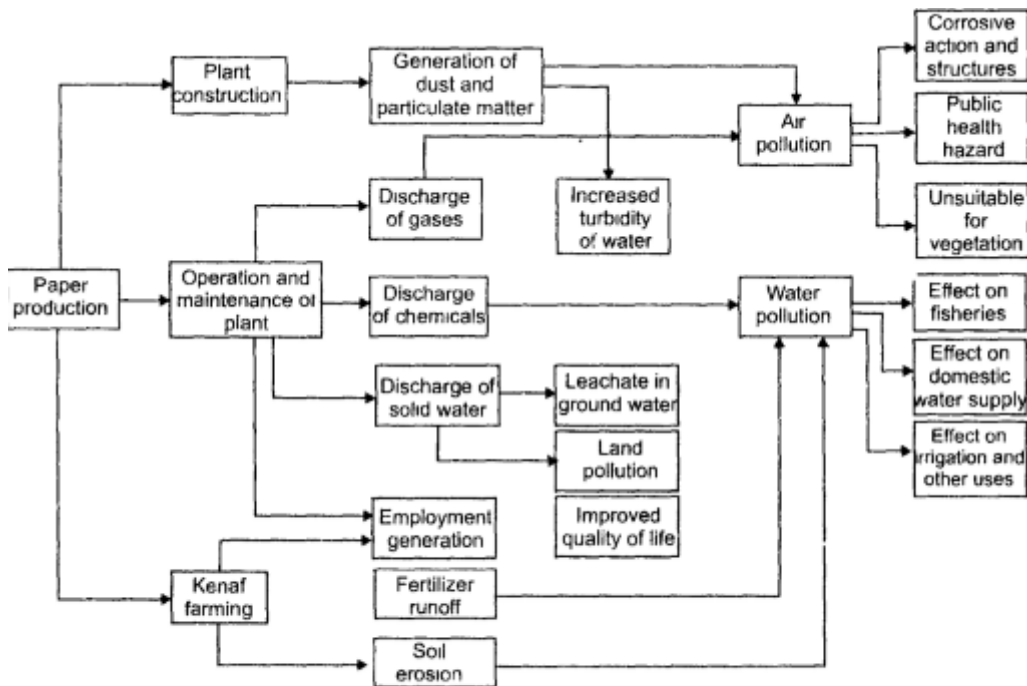 Plant
construction
Generation of
dust and
particulate matter
Corrosive
action and
structures
Air
pollution
Public
health
hazard
Discharge
of gases
Increased
turbidity
of water
Unsuitable
for
vegetation
Paper
production
Operation and
maintenance of
plant
Discharge
of chemicals
Water
pollution
Effect on
fisheries
Discharge of
solid water
Leachate in
ground water
Effect on
domestic
water supply
Land
pollution
Effect on
irrigation and
other uses
Employment
generation
Improved
quality of life
Kenaf
farming
Fertilizer
runoff
Soil
erosion